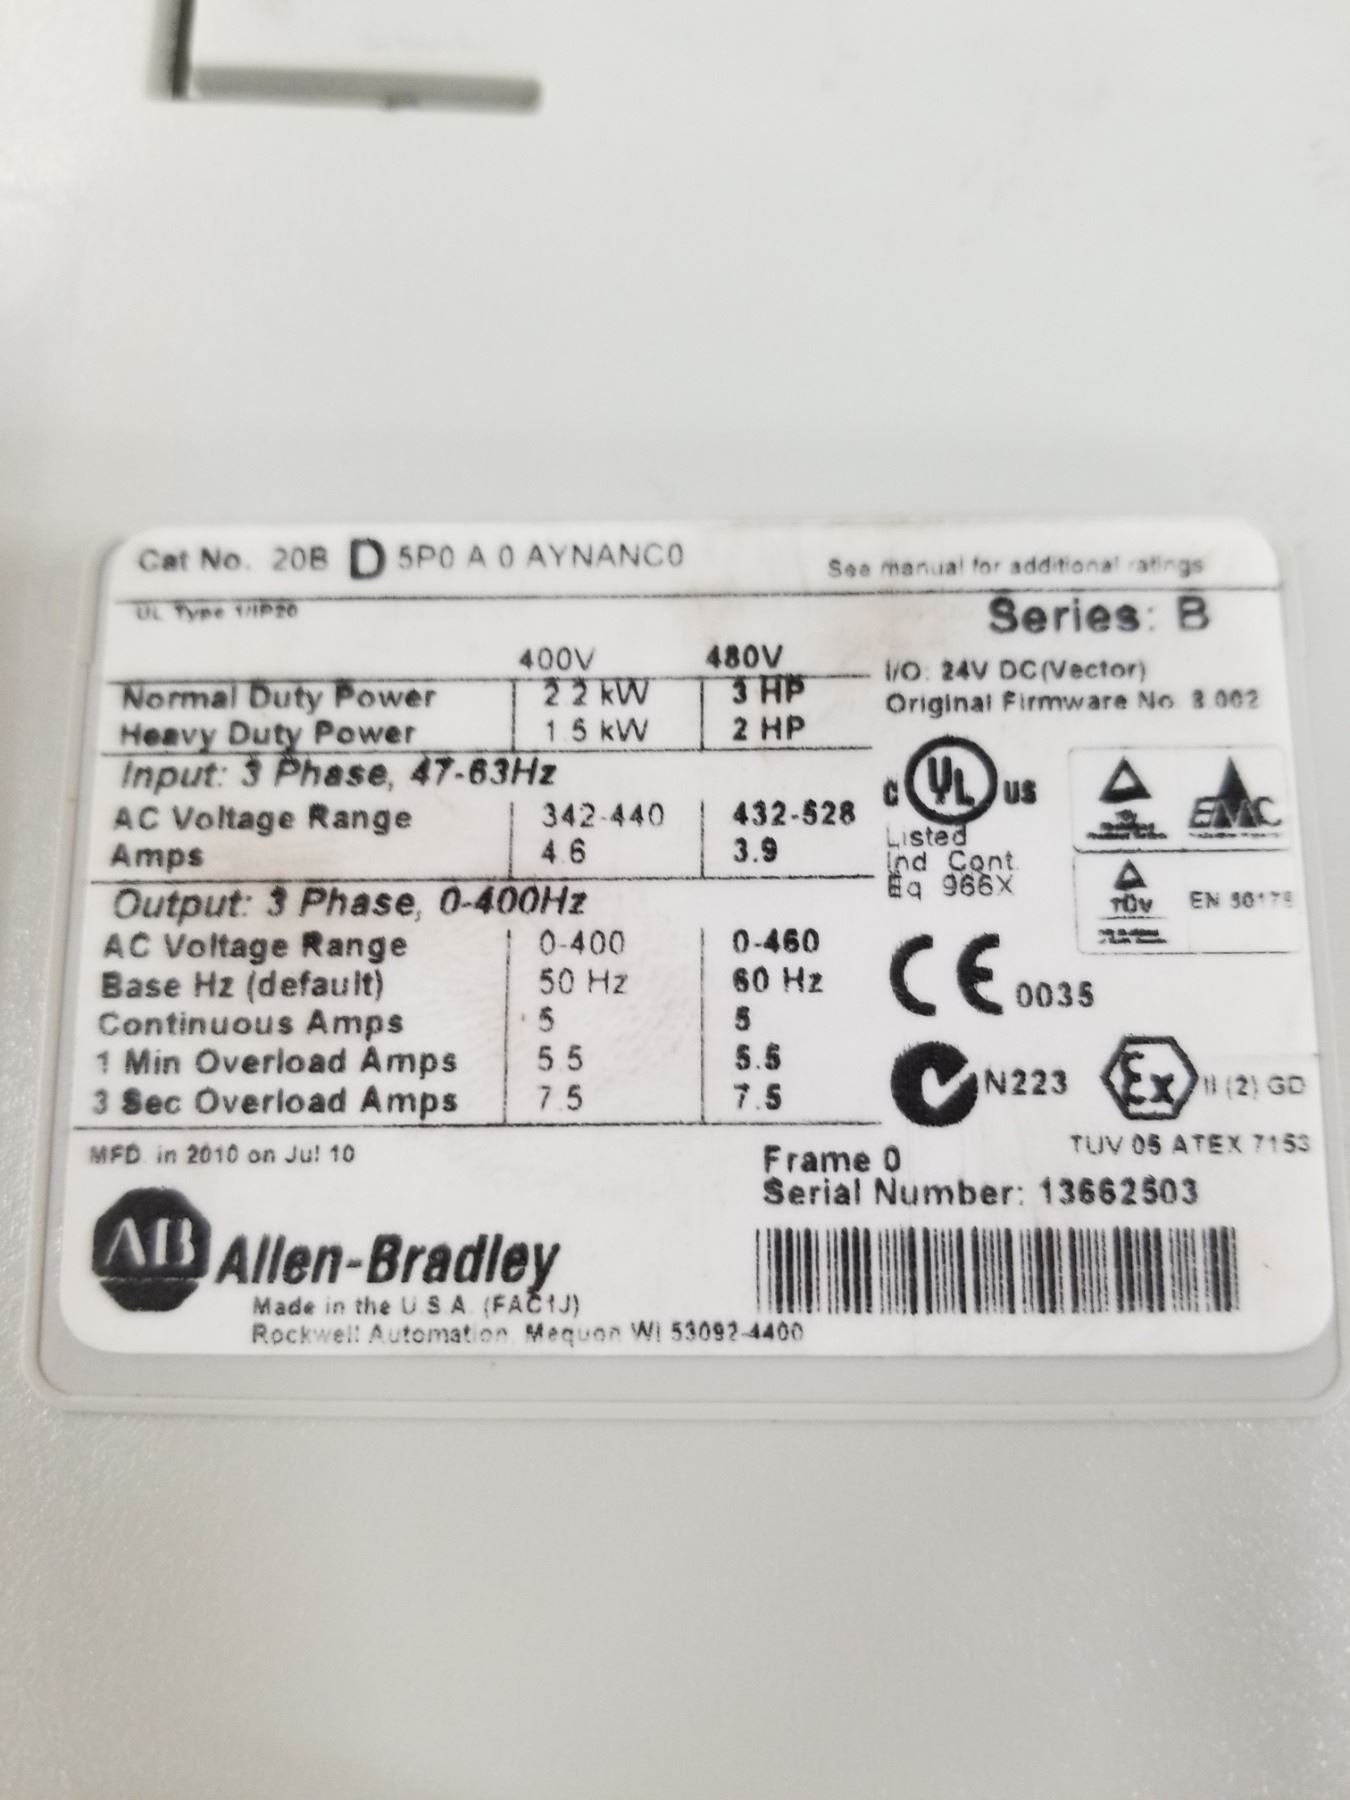 Cat No. 20B D 5P0 A 0 AYNANC0
See manual for additional ratings
UL Type 1/IP20
Series: B
400V 480V
I/O: 24V DC(Vector)
Normal Duty Power 2.2 kW 3 HP
Original Firmware No. 3.002
Heavy Duty Power 1.5 kW 2 HP
Input: 3 Phase, 47-63Hz
AC Voltage Range 342-440 432-528
Amps 4.6 3.9
C UL US
Listed
Ind Cont
Eq 966X
EMC
TÜV
Output: 3 Phase, 0-400Hz
AC Voltage Range 0-400 0-460
Base Hz (default) 50 Hz 60 Hz
Continuous Amps 5 5
1 Min Overload Amps 5.5 5.5
3 Sec Overload Amps 7.5 7.5
CE 0035
N223
Ex II (2) GD
TUV 05 ATEX 7153
MFD. in 2010 on Jul 10
Frame 0
Serial Number: 13662503
AB Allen-Bradley
Made in the U.S.A. (FAC1J)
Rockwell Automation, Mequon WI 53092-4400